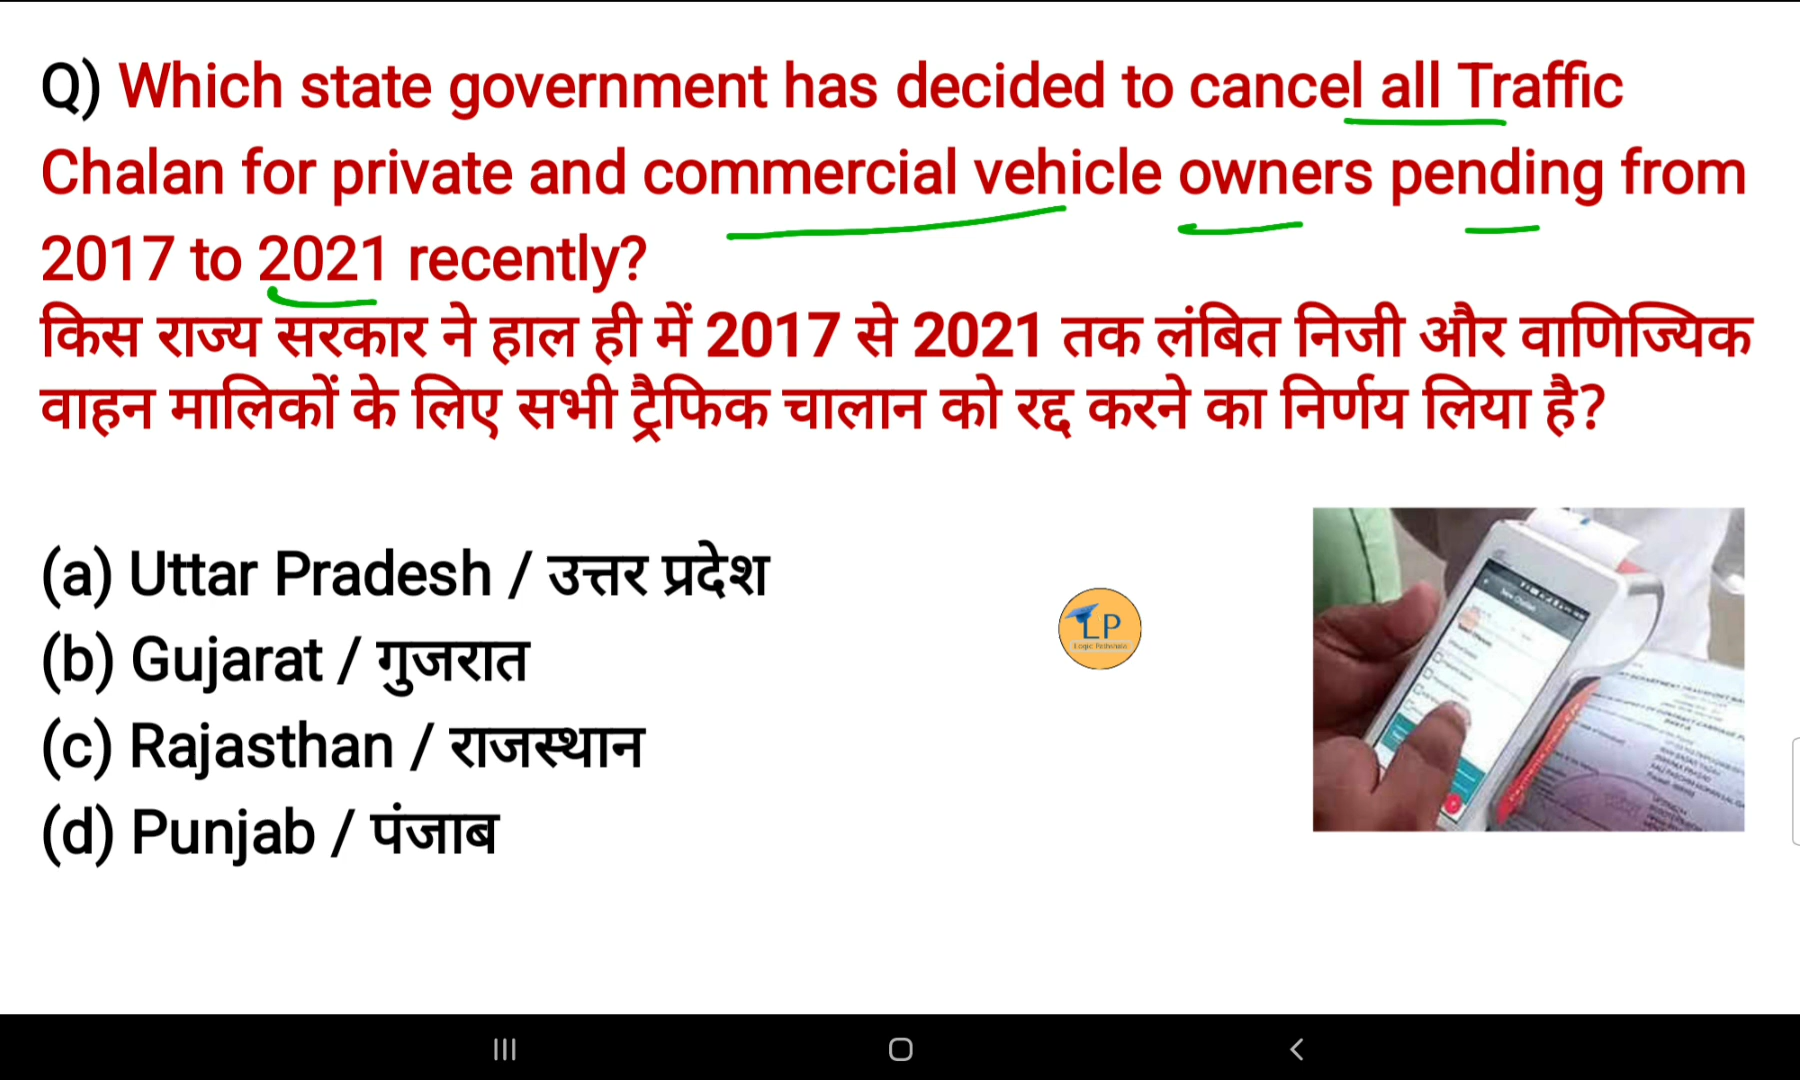 Q) Which state government has decided to cancel all Traffic
Chalan for private and commercial vehicle owners pending from
2017 to 2021 recently?
किस राज्य सरकार ने हाल ही में 2017 से 2021 तक लंबित निजी और वाणिज्यिक
वाहन मालिकों के लिए सभी ट्रैफिक चालान को रद्द करने का निर्णय लिया है?
(a) Uttar Pradesh / उत्तर प्रदेश
(b) Gujarat / गुजरात
(c) Rajasthan / राजस्थान
(d) Punjab / पंजाब
LP